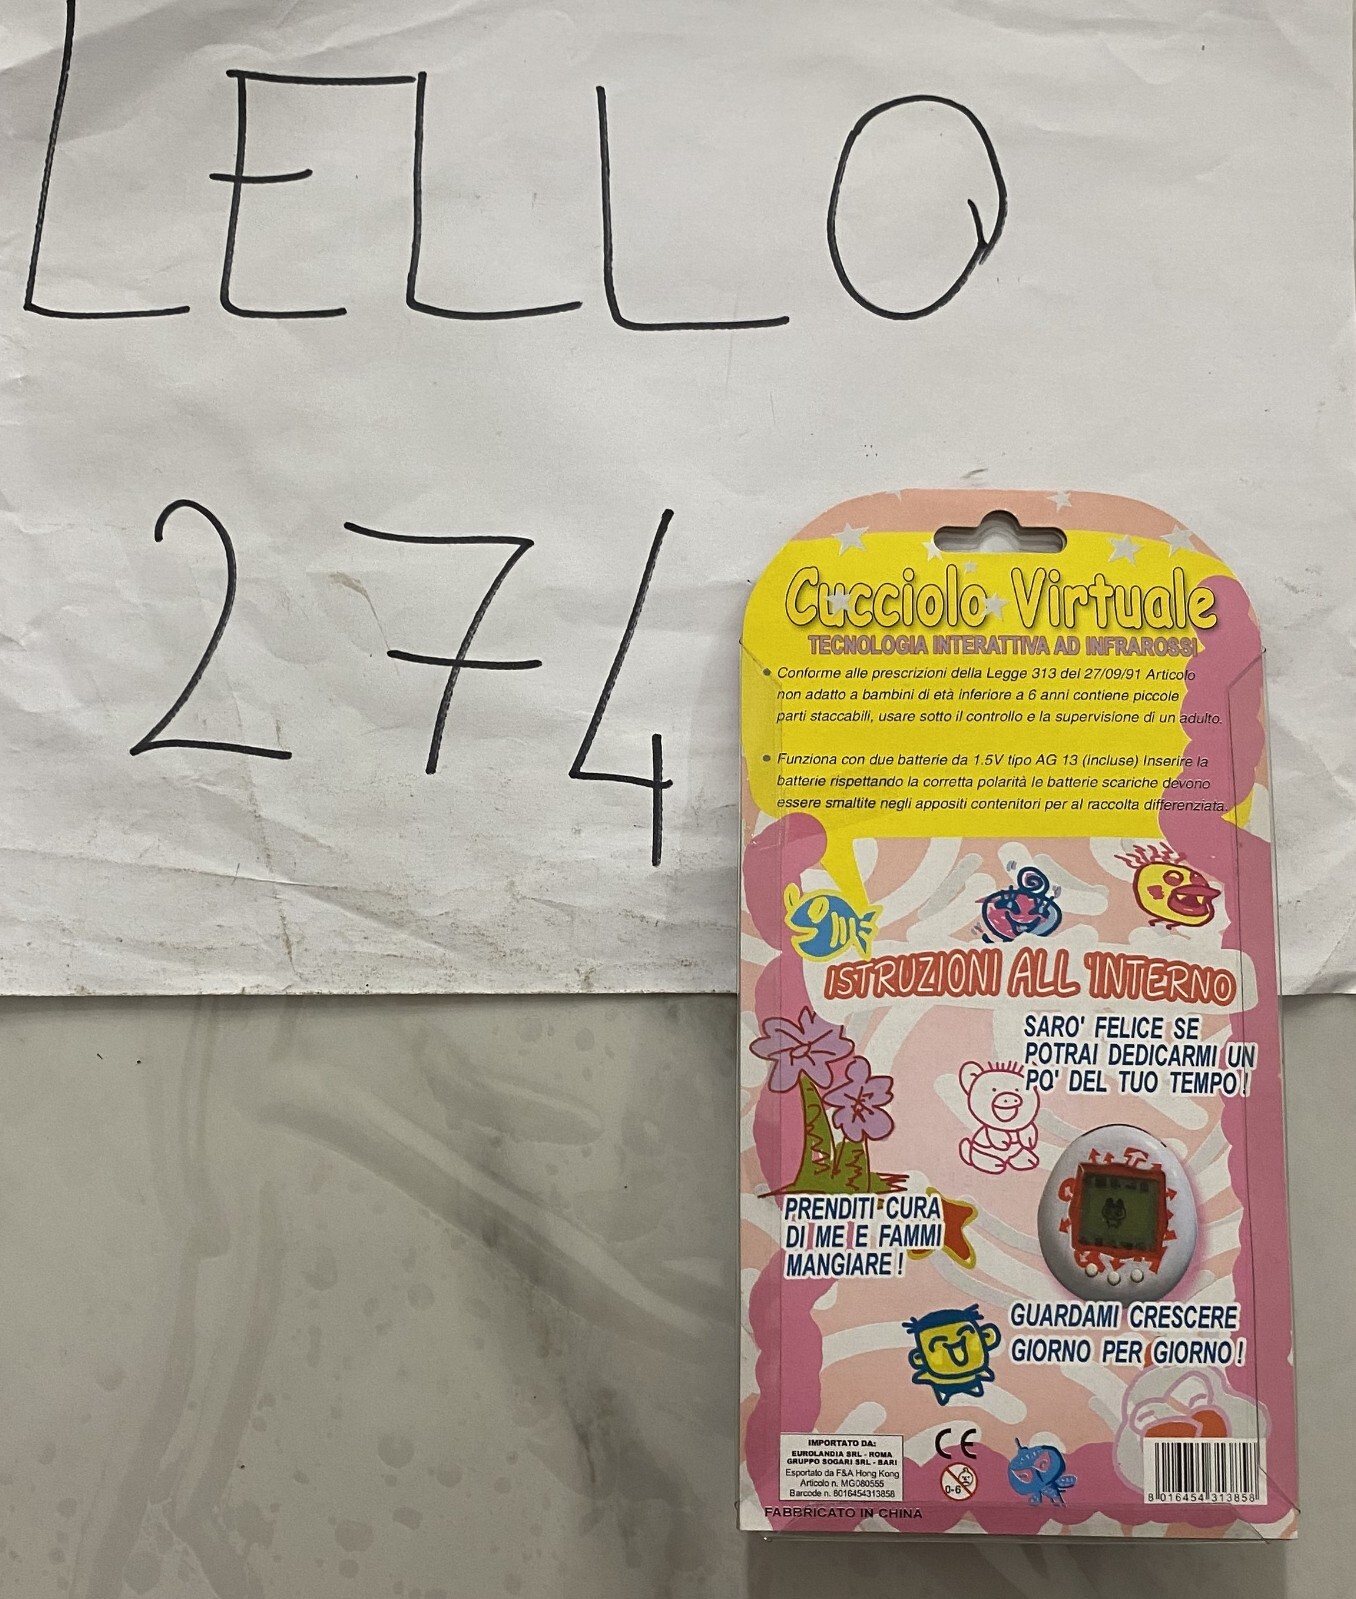 LELLO
274
Cucciolo Virtuale
TECNOLOGIA INTERATTIVA AD INFRAROSSI
• Conforme alle prescrizioni della Legge 313 del 27/09/91 Articolo
non adatto a bambini di età inferiore a 6 anni contiene piccole
parti staccabili, usare sotto il controllo e la supervisione di un adulto.
• Funziona con due batterie da 1.5V tipo AG 13 (incluse) Inserire la
batterie rispettando la corretta polarità le batterie scariche devono
essere smaltite negli appositi contenitori per al raccolta differenziata.
ISTRUZIONI ALL'INTERNO
SARO' FELICE SE
POTRAI DEDICARMI UN
PO' DEL TUO TEMPO!
PRENDITI CURA
DI ME E FAMMI
MANGIARE!
GUARDAMI CRESCERE
GIORNO PER GIORNO!
IMPORTATO DA:
EUROLANDIA SRL - ROMA
GRUPPO SOGARI SRL - BARI
Esportato da F&A Hong Kong
Articolo n. MG080555
Barcode n. 8016454313858
CE
0-6
8 016454 313858
FABBRICATO IN CHINA